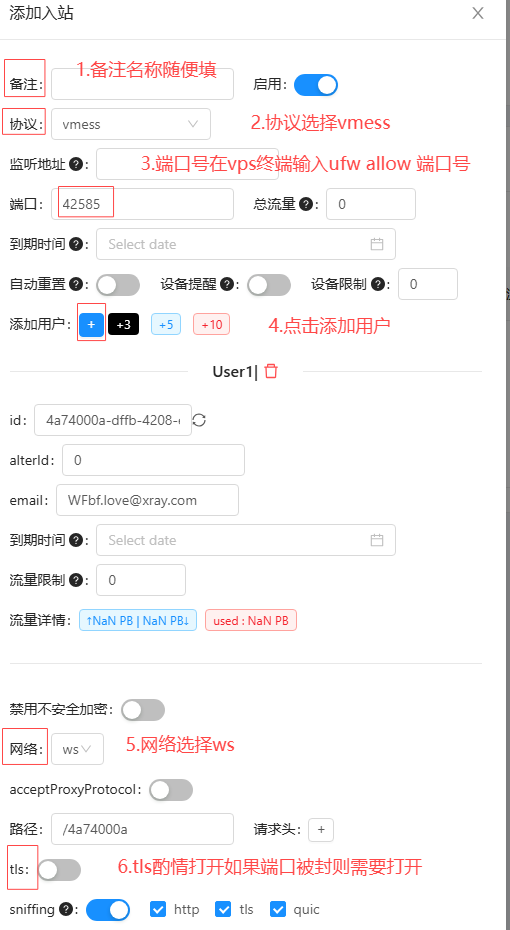 添加入站
备注: 1.备注名称随便填 启用:
协议: vmess 2.协议选择vmess
监听地址 ?: 3.端口号在vps终端输入ufw allow 端口号
端口: 42585 总流量 ?: 0
到期时间 ?: Select date
自动重置 ?: 设备提醒 ?: 设备限制 ?: 0
添加用户: + +3 +5 +10 4.点击添加用户
User1|
id: 4a74000a-dffb-4208-
alterId: 0
email: WFbf.love@xray.com
到期时间 ?: Select date
流量限制 ?: 0
流量详情: ↑NaN PB | NaN PB↓ used : NaN PB
禁用不安全加密:
网络: ws 5.网络选择ws
acceptProxyProtocol:
路径: /4a74000a 请求头: +
tls: 6.tls酌情打开如果端口被封则需要打开
sniffing ?: http tls quic